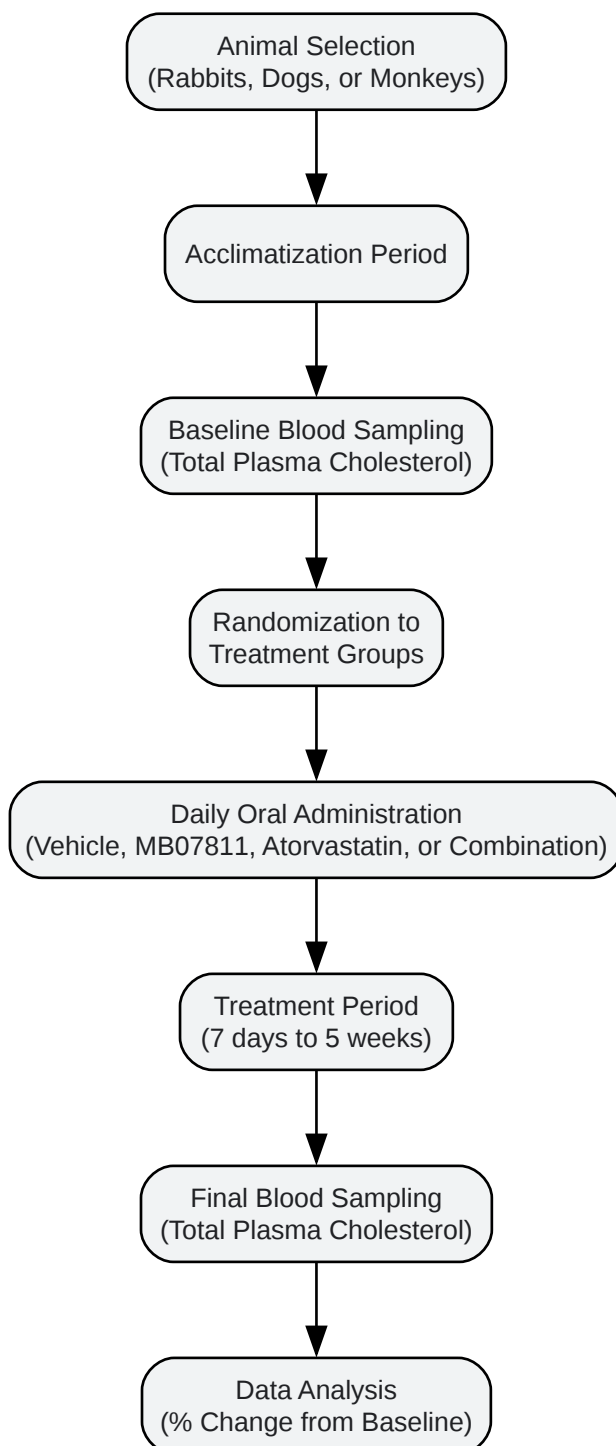 Animal Selection
(Rabbits, Dogs, or Monkeys)
Acclimatization Period
Baseline Blood Sampling
(Total Plasma Cholesterol)
Randomization to
Treatment Groups
Daily Oral Administration
(Vehicle, MB07811, Atorvastatin, or Combination)
Treatment Period
(7 days to 5 weeks)
Final Blood Sampling
(Total Plasma Cholesterol)
Data Analysis
(% Change from Baseline)